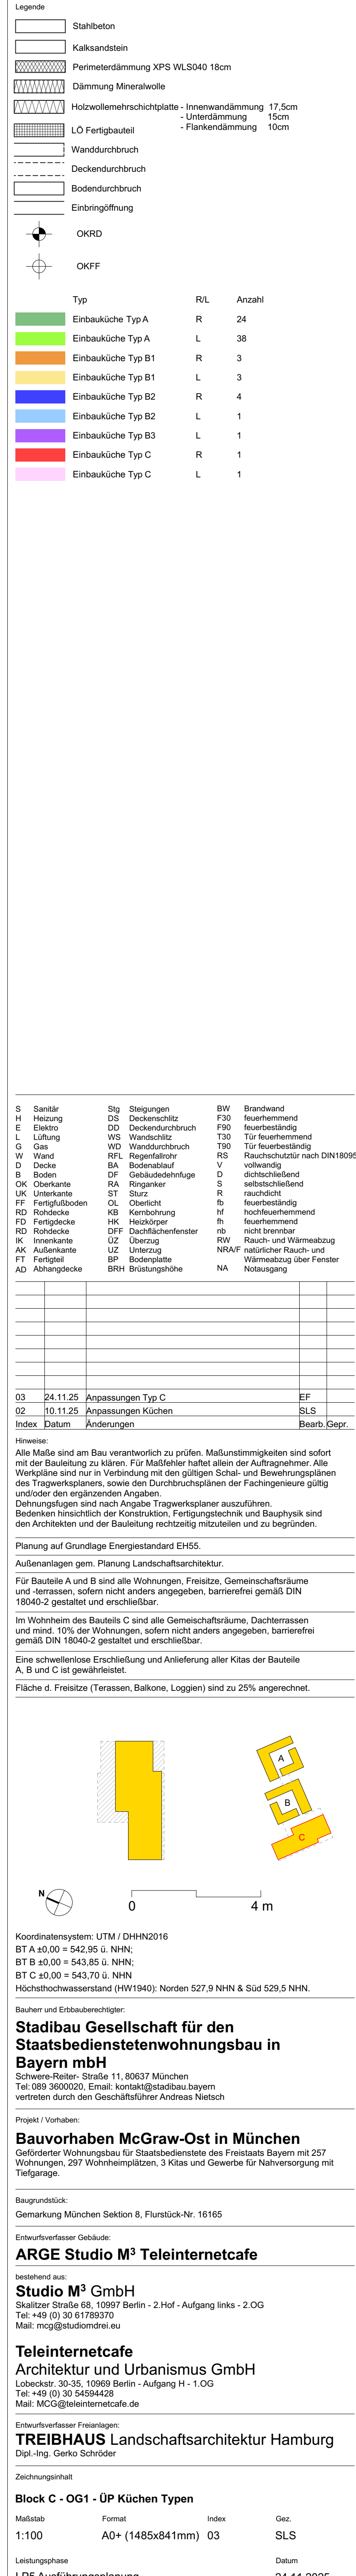 Legende
Stahlbeton
Kalksandstein
Perimeterdämmung XPS WLS040 18cm
Dämmung Mineralwolle
Holzwollemehrschichtplatte - Innenwandämmung 17,5cm
- Unterdämmung 15cm
- Flankendämmung 10cm
LÖ Fertigbauteil
Wanddurchbruch
Deckendurchbruch
Bodendurchbruch
Einbringöffnung
OKRD
OKFF
Typ R/L Anzahl
Einbauküche Typ A R 24
Einbauküche Typ A L 38
Einbauküche Typ B1 R 3
Einbauküche Typ B1 L 3
Einbauküche Typ B2 R 4
Einbauküche Typ B2 L 1
Einbauküche Typ B3 L 1
Einbauküche Typ C R 1
Einbauküche Typ C L 1
S Sanitär Stg Steigungen BW Brandwand
H Heizung DS Deckenschlitz F30 feuerhemmend
E Elektro DD Deckendurchbruch F90 feuerbeständig
L Lüftung WS Wandschlitz T30 Tür feuerhemmend
G Gas WD Wanddurchbruch T90 Tür feuerbeständig
W Wand RFL Regenfallrohr RS Rauchschutztür nach DIN18095
D Decke BA Bodenablauf V vollwandig
B Boden DF Gebäudedehnfuge D dichtschließend
OK Oberkante RA Ringanker S selbstschließend
UK Unterkante ST Sturz R rauchdicht
FF Fertigfußboden OL Oberlicht fb feuerbeständig
RD Rohdecke KB Kernbohrung hf hochfeuerhemmend
FD Fertigdecke HK Heizkörper fh feuerhemmend
RD Rohdecke DFF Dachflächenfenster nb nicht brennbar
IK Innenkante ÜZ Überzug RW Rauch- und Wärmeabzug
AK Außenkante UZ Unterzug NRA/F natürlicher Rauch- und
FT Fertigteil BP Bodenplatte Wärmeabzug über Fenster
AD Abhangdecke BRH Brüstungshöhe NA Notausgang
03 24.11.25 Anpassungen Typ C EF
02 10.11.25 Anpassungen Küchen SLS
Index Datum Änderungen Bearb. Gepr.
Hinweise:
Alle Maße sind am Bau verantworlich zu prüfen. Maßunstimmigkeiten sind sofort
mit der Bauleitung zu klären. Für Maßfehler haftet allein der Auftragnehmer. Alle
Werkpläne sind nur in Verbindung mit den gültigen Schal- und Bewehrungsplänen
des Tragwerksplaners, sowie den Durchbruchsplänen der Fachingenieure gültig
und/oder den ergänzenden Angaben.
Dehnungsfugen sind nach Angabe Tragwerksplaner auszuführen.
Bedenken hinsichtlich der Konstruktion, Fertigungstechnik und Bauphysik sind
den Architekten und der Bauleitung rechtzeitig mitzuteilen und zu begründen.
Planung auf Grundlage Energiestandard EH55.
Außenanlagen gem. Planung Landschaftsarchitektur.
Für Bauteile A und B sind alle Wohnungen, Freisitze, Gemeinschaftsräume
und -terrassen, sofern nicht anders angegeben, barrierefrei gemäß DIN
18040-2 gestaltet und erschließbar.
Im Wohnheim des Bauteils C sind alle Gemeischaftsräume, Dachterrassen
und mind. 10% der Wohnungen, sofern nicht anders angegeben, barrierefrei
gemäß DIN 18040-2 gestaltet und erschließbar.
Eine schwellenlose Erschließung und Anlieferung aller Kitas der Bauteile
A, B und C ist gewährleistet.
Fläche d. Freisitze (Terassen, Balkone, Loggien) sind zu 25% angerechnet.
A
B
C
N
0 4 m
Koordinatensystem: UTM / DHHN2016
BT A ±0,00 = 542,95 ü. NHN;
BT B ±0,00 = 543,85 ü. NHN;
BT C ±0,00 = 543,70 ü. NHN
Höchsthochwasserstand (HW1940): Norden 527,9 NHN & Süd 529,5 NHN.
Bauherr und Erbbauberechtigter:
Stadibau Gesellschaft für den
Staatsbedienstetenwohnungsbau in
Bayern mbH
Schwere-Reiter- Straße 11, 80637 München
Tel: 089 3600020, Email: kontakt@stadibau.bayern
vertreten durch den Geschäftsführer Andreas Nietsch
Projekt / Vorhaben:
Bauvorhaben McGraw-Ost in München
Geförderter Wohnungsbau für Staatsbedienstete des Freistaats Bayern mit 257
Wohnungen, 297 Wohnheimplätzen, 3 Kitas und Gewerbe für Nahversorgung mit
Tiefgarage.
Baugrundstück:
Gemarkung München Sektion 8, Flurstück-Nr. 16165
Entwurfsverfasser Gebäude:
ARGE Studio M³ Teleinternetcafe
bestehend aus:
Studio M³ GmbH
Skalitzer Straße 68, 10997 Berlin - 2.Hof - Aufgang links - 2.OG
Tel: +49 (0) 30 61789370
Mail: mcg@studiomdrei.eu
Teleinternetcafe
Architektur und Urbanismus GmbH
Lobeckstr. 30-35, 10969 Berlin - Aufgang H - 1.OG
Tel: +49 (0) 30 54594428
Mail: MCG@teleinternetcafe.de
Entwurfsverfasser Freianlagen:
TREIBHAUS Landschaftsarchitektur Hamburg
Dipl.-Ing. Gerko Schröder
Zeichnungsinhalt
Block C - OG1 - ÜP Küchen Typen
Maßstab Format Index Gez.
1:100 A0+ (1485x841mm) 03 SLS
Leistungsphase Datum
LP5 Ausführungsplanung 24.11.2025